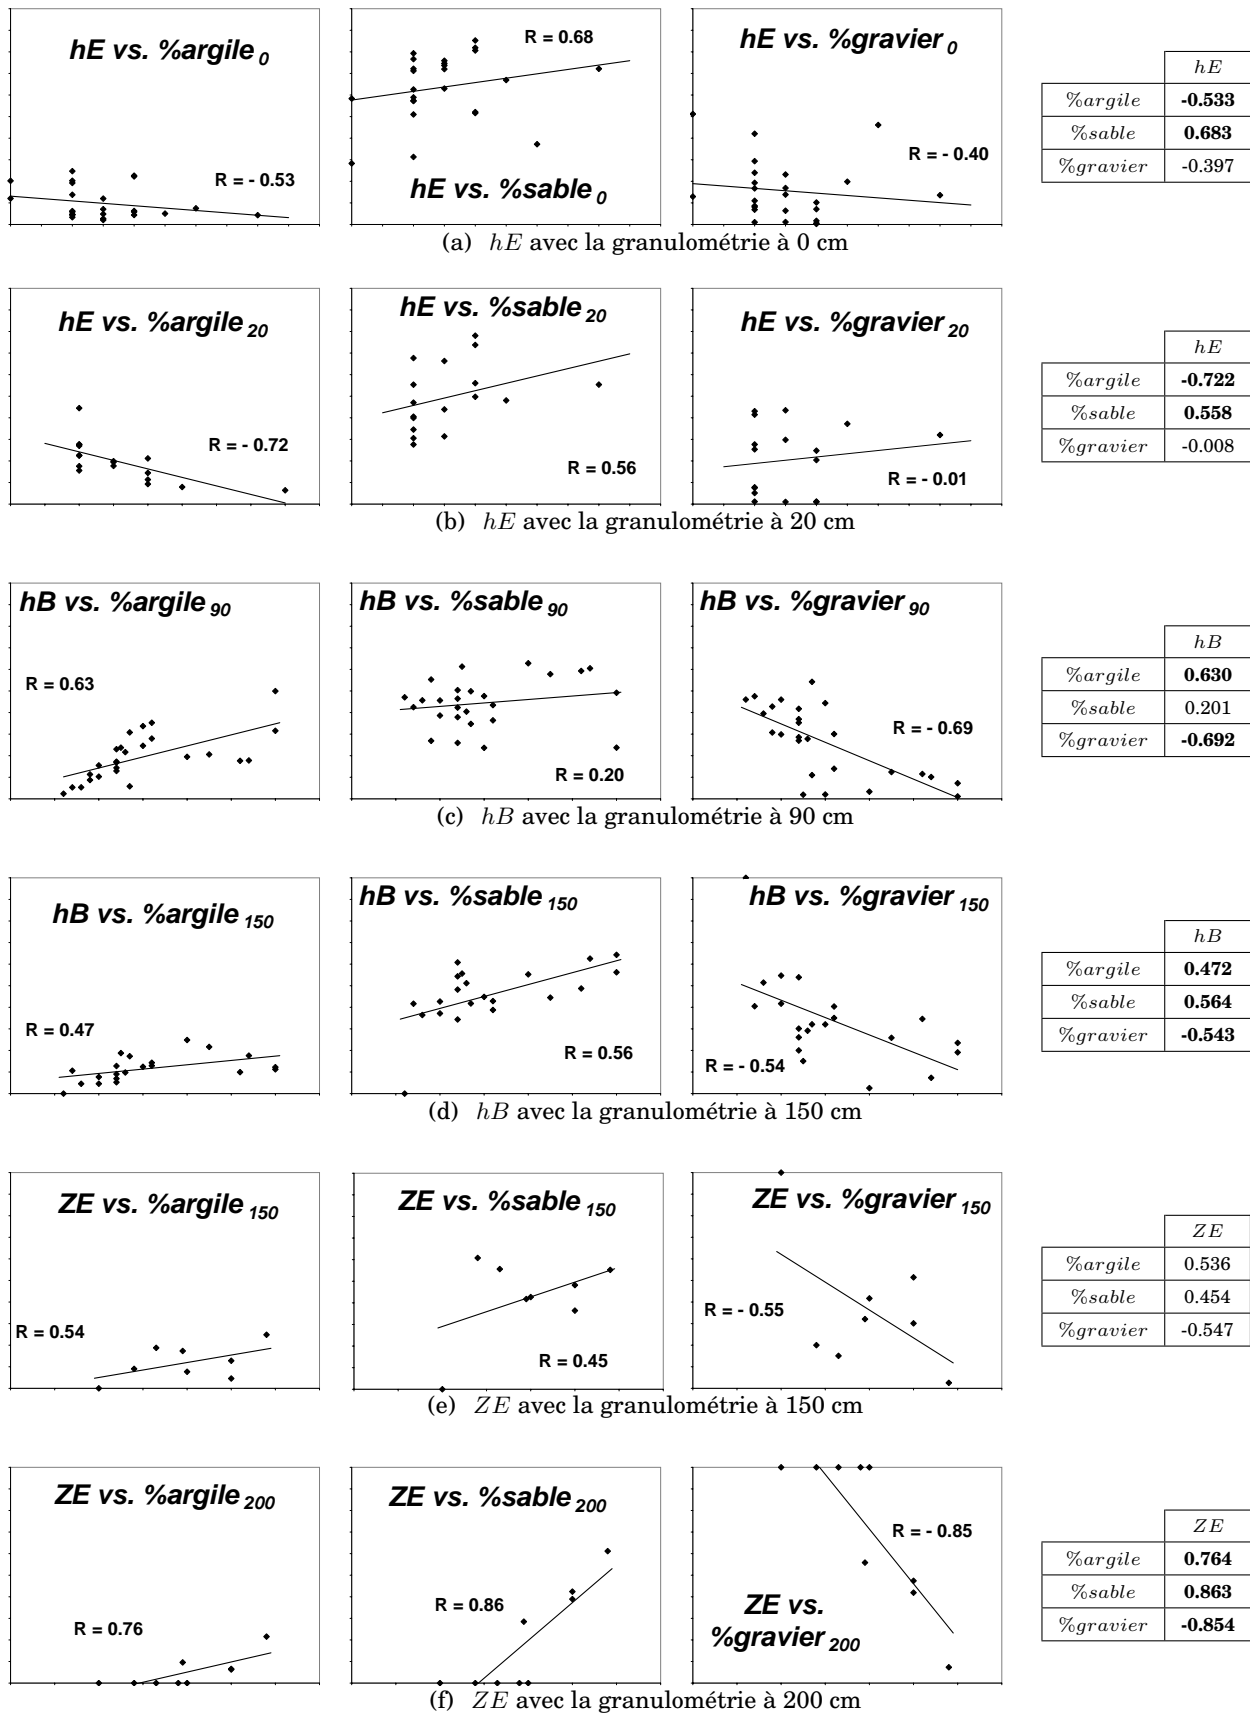 hE vs. %argile 0
R = - 0.53
R = 0.68
hE vs. %sable 0
hE vs. %gravier 0
R = - 0.40
hE
%argile -0.533
%sable 0.683
%gravier -0.397
(a) hE avec la granulométrie à 0 cm
hE vs. %argile 20
R = - 0.72
hE vs. %sable 20
R = 0.56
hE vs. %gravier 20
R = - 0.01
hE
%argile -0.722
%sable 0.558
%gravier -0.008
(b) hE avec la granulométrie à 20 cm
hB vs. %argile 90
R = 0.63
hB vs. %sable 90
R = 0.20
hB vs. %gravier 90
R = - 0.69
hB
%argile 0.630
%sable 0.201
%gravier -0.692
(c) hB avec la granulométrie à 90 cm
hB vs. %argile 150
R = 0.47
hB vs. %sable 150
R = 0.56
hB vs. %gravier 150
R = - 0.54
hB
%argile 0.472
%sable 0.564
%gravier -0.543
(d) hB avec la granulométrie à 150 cm
ZE vs. %argile 150
R = 0.54
ZE vs. %sable 150
R = 0.45
ZE vs. %gravier 150
R = - 0.55
ZE
%argile 0.536
%sable 0.454
%gravier -0.547
(e) ZE avec la granulométrie à 150 cm
ZE vs. %argile 200
R = 0.76
ZE vs. %sable 200
R = 0.86
R = - 0.85
ZE vs.
%gravier 200
ZE
%argile 0.764
%sable 0.863
%gravier -0.854
(f) ZE avec la granulométrie à 200 cm